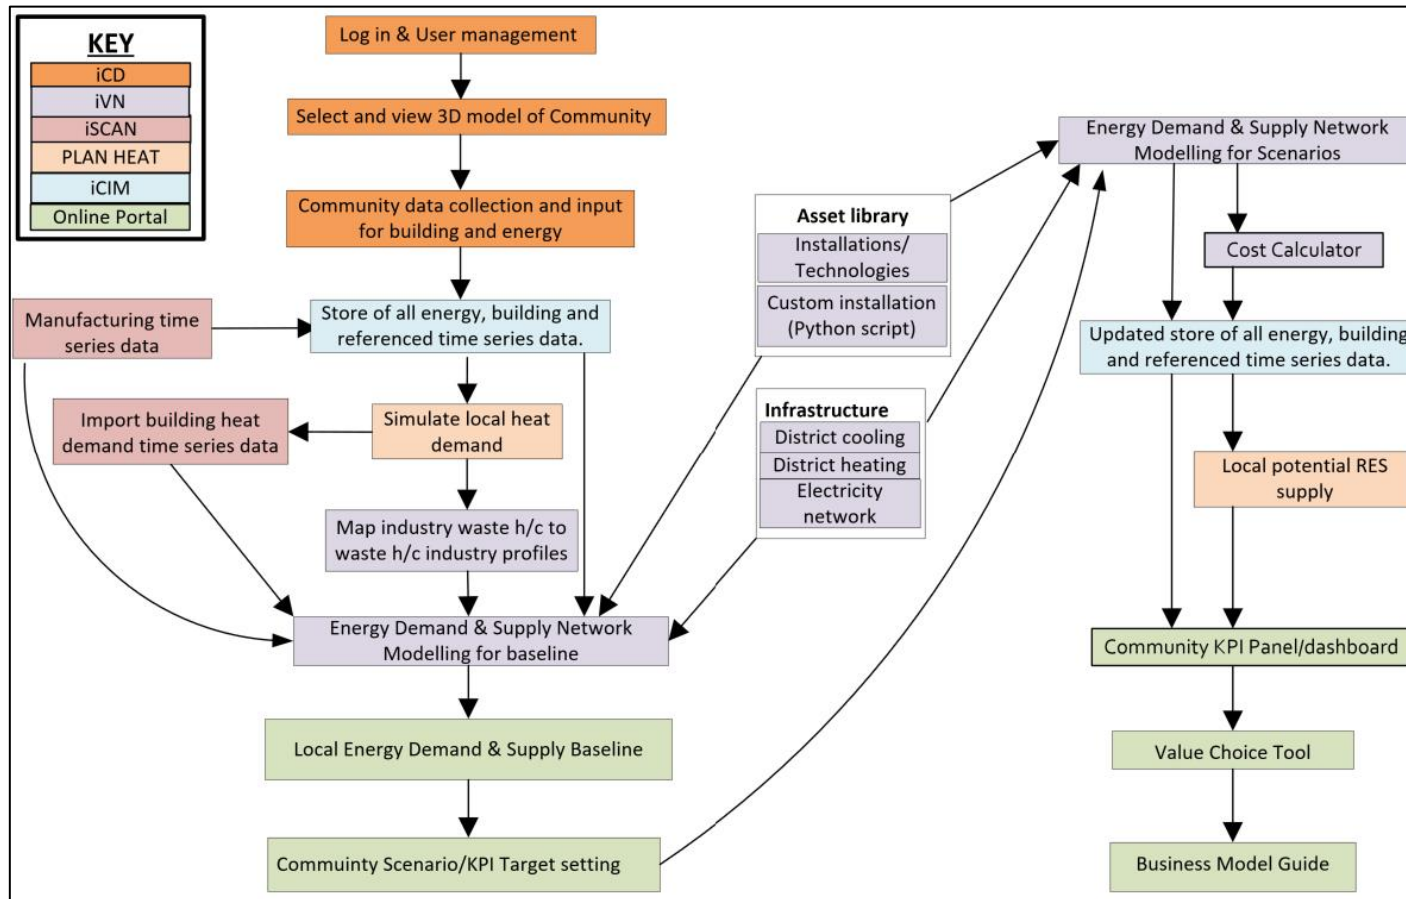 KEY
iCD
iVN
iSCAN
PLAN HEAT
iCIM
Online Portal
Log in & User management
Select and view 3D model of Community
Community data collection and input
for building and energy
Manufacturing time
series data
Store of all energy, building and
referenced time series data.
Import building heat
demand time series data
Simulate local heat
demand
Map industry waste h/c to
waste h/c industry profiles
Energy Demand & Supply Network
Modelling for baseline
Local Energy Demand & Supply Baseline
Commuinty Scenario/KPI Target setting
Asset library
Installations/
Technologies
Custom installation
(Python script)
Infrastructure
District cooling
District heating
Electricity
network
Energy Demand & Supply Network
Modelling for Scenarios
Cost Calculator
Updated store of all energy, building
and referenced time series data.
Local potential RES
supply
Community KPI Panel/dashboard
Value Choice Tool
Business Model Guide